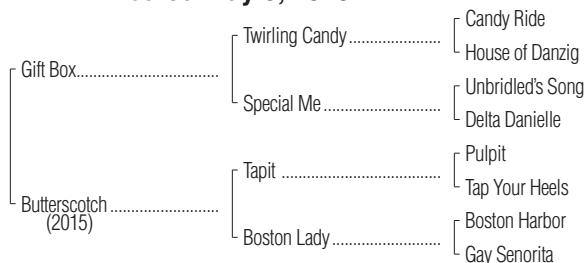 Candy Ride
Twirling Candy
House of Danzig
Gift Box
Unbridled's Song
Special Me
Delta Danielle
Pulpit
Tapit
Tap Your Heels
Butterscotch
(2015)
Boston Harbor
Boston Lady
Gay Senorita